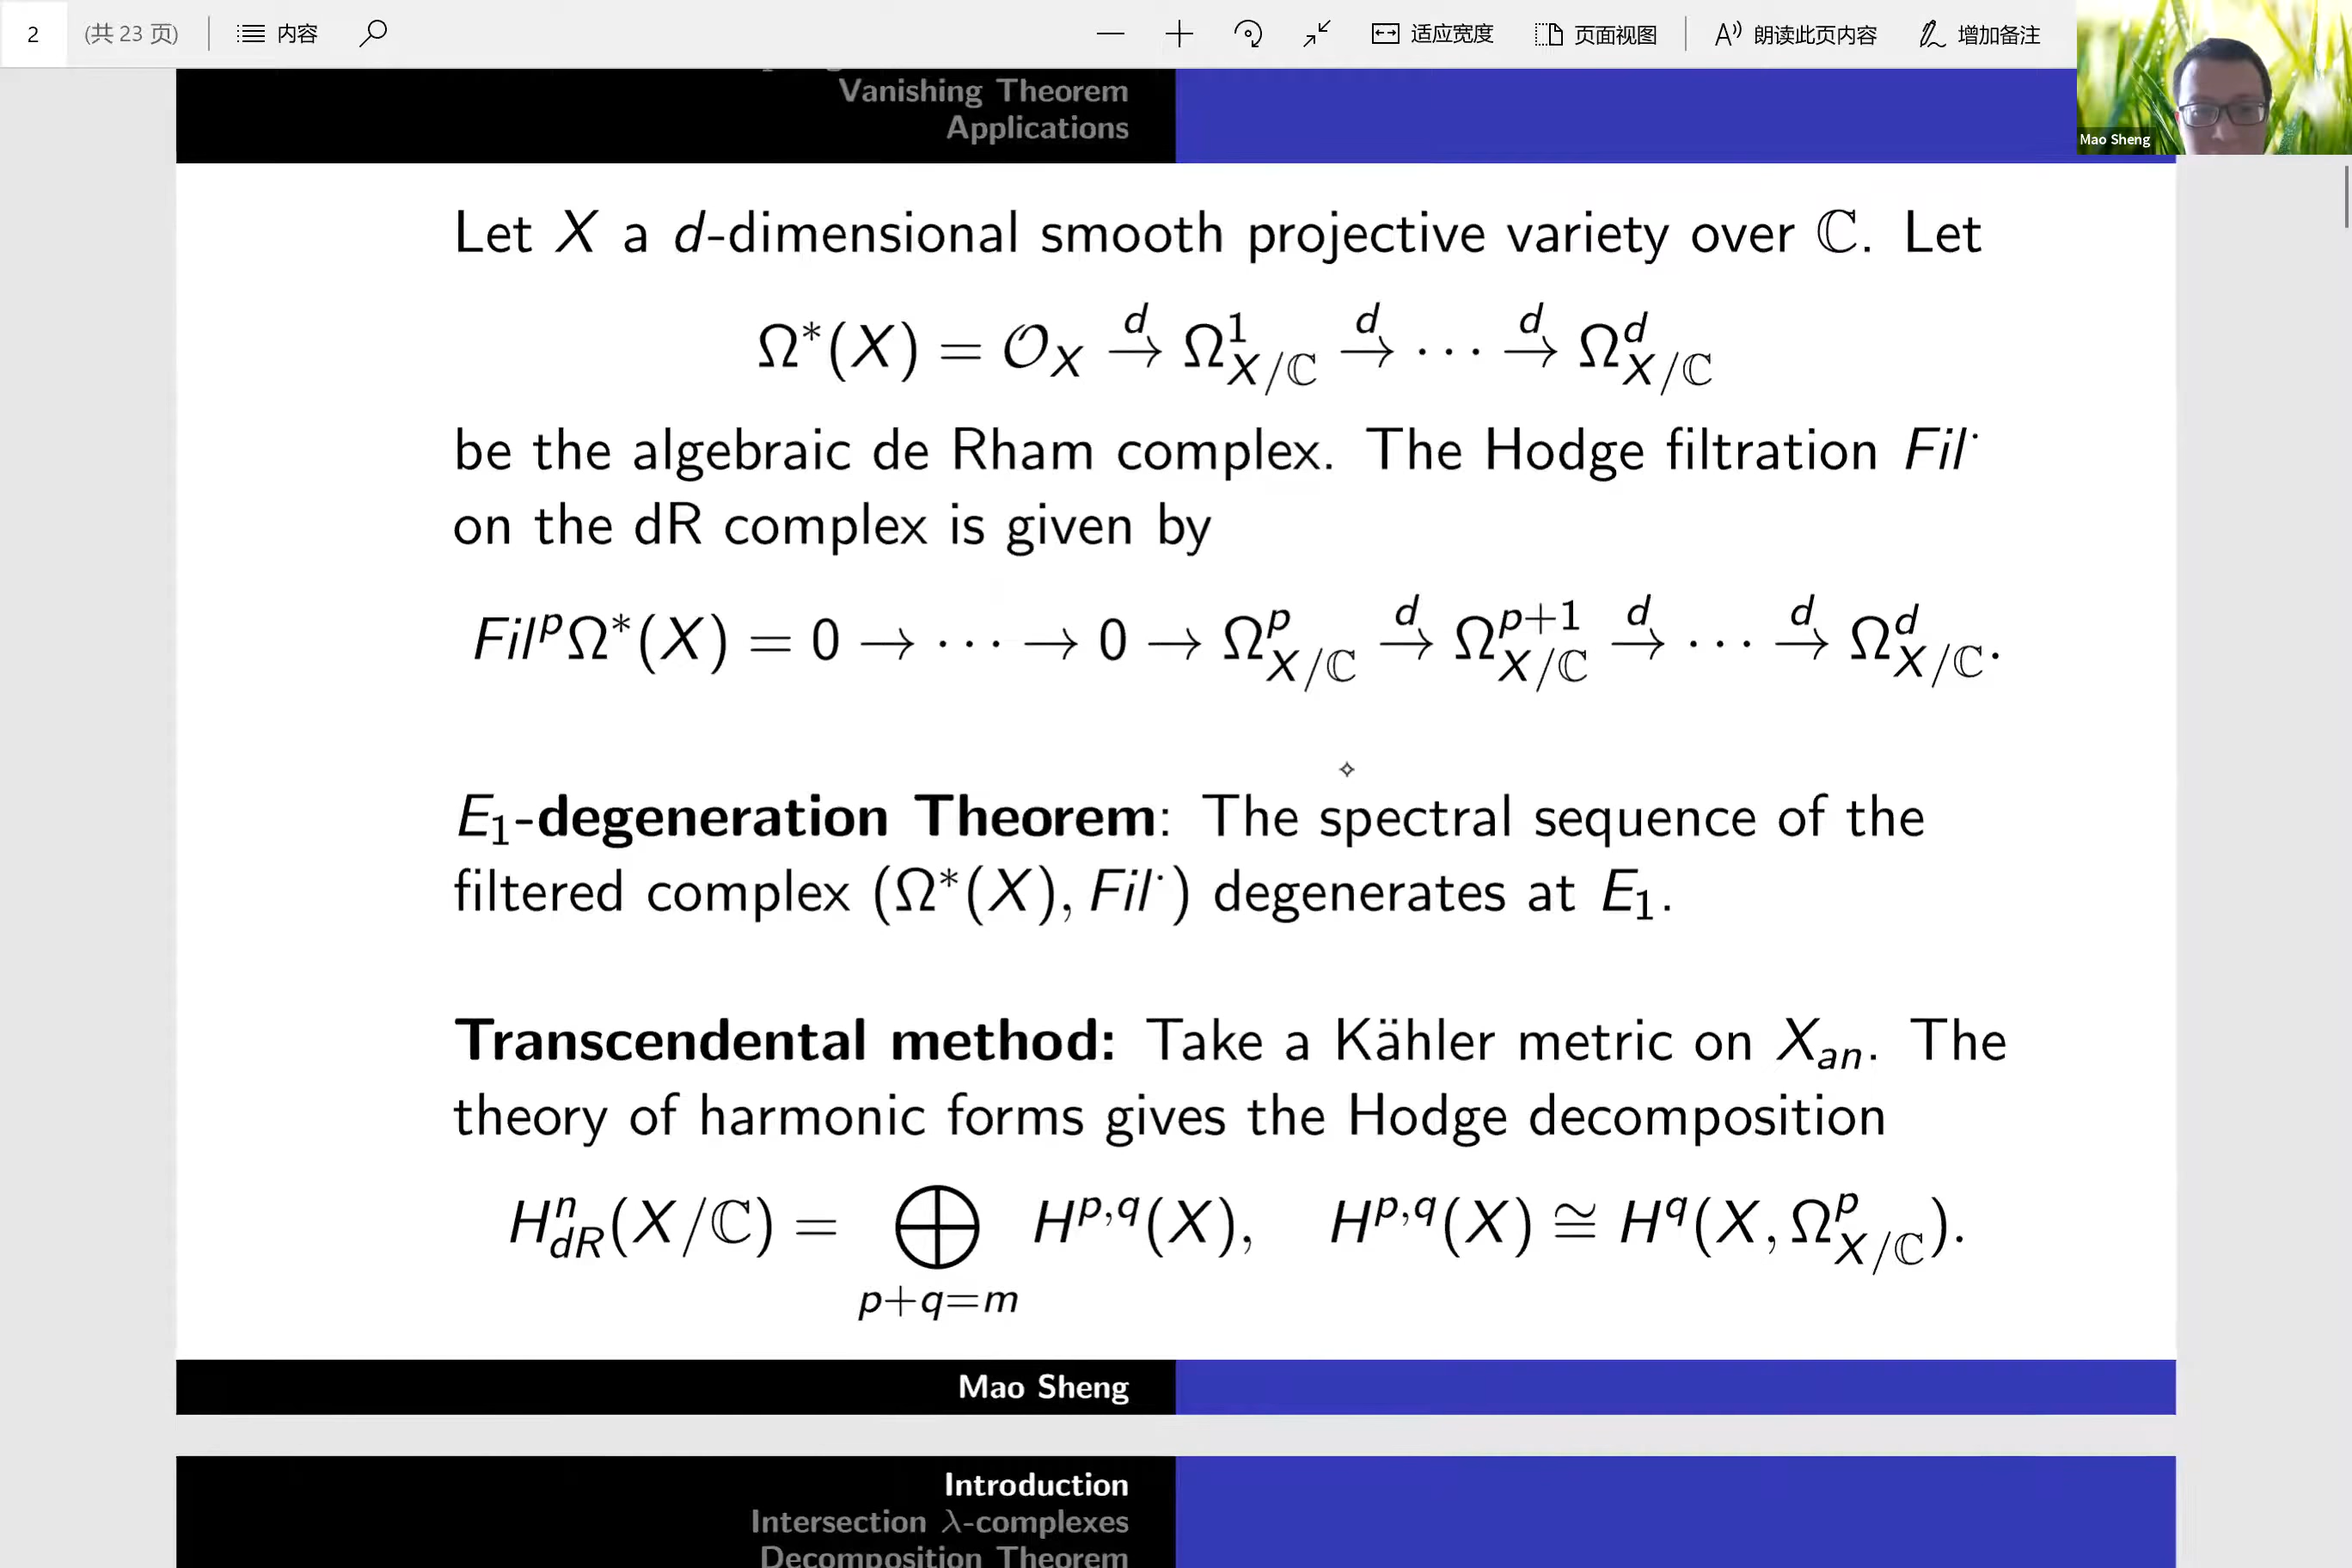 2 (共 23 页) 内容 适应宽度 页面视图 朗读此页内容 增加备注
Mao Sheng
Vanishing Theorem
Applications
Let X a d-dimensional smooth projective variety over ℂ. Let
Ω*(X) = 𝒪_X →^d Ω^1_{X/ℂ} →^d ··· →^d Ω^d_{X/ℂ}
be the algebraic de Rham complex. The Hodge filtration Fil^·
on the dR complex is given by
Fil^pΩ*(X) = 0 → ··· → 0 → Ω^p_{X/ℂ} →^d Ω^{p+1}_{X/ℂ} →^d ··· →^d Ω^d_{X/ℂ}.
E_1-degeneration Theorem: The spectral sequence of the
filtered complex (Ω*(X), Fil^·) degenerates at E_1.
Transcendental method: Take a Kähler metric on X_{an}. The
theory of harmonic forms gives the Hodge decomposition
H^n_{dR}(X/ℂ) = ⊕_{p+q=m} H^{p,q}(X), H^{p,q}(X) ≅ H^q(X, Ω^p_{X/ℂ}).
Mao Sheng
Introduction
Intersection λ-complexes
Decomposition Theorem